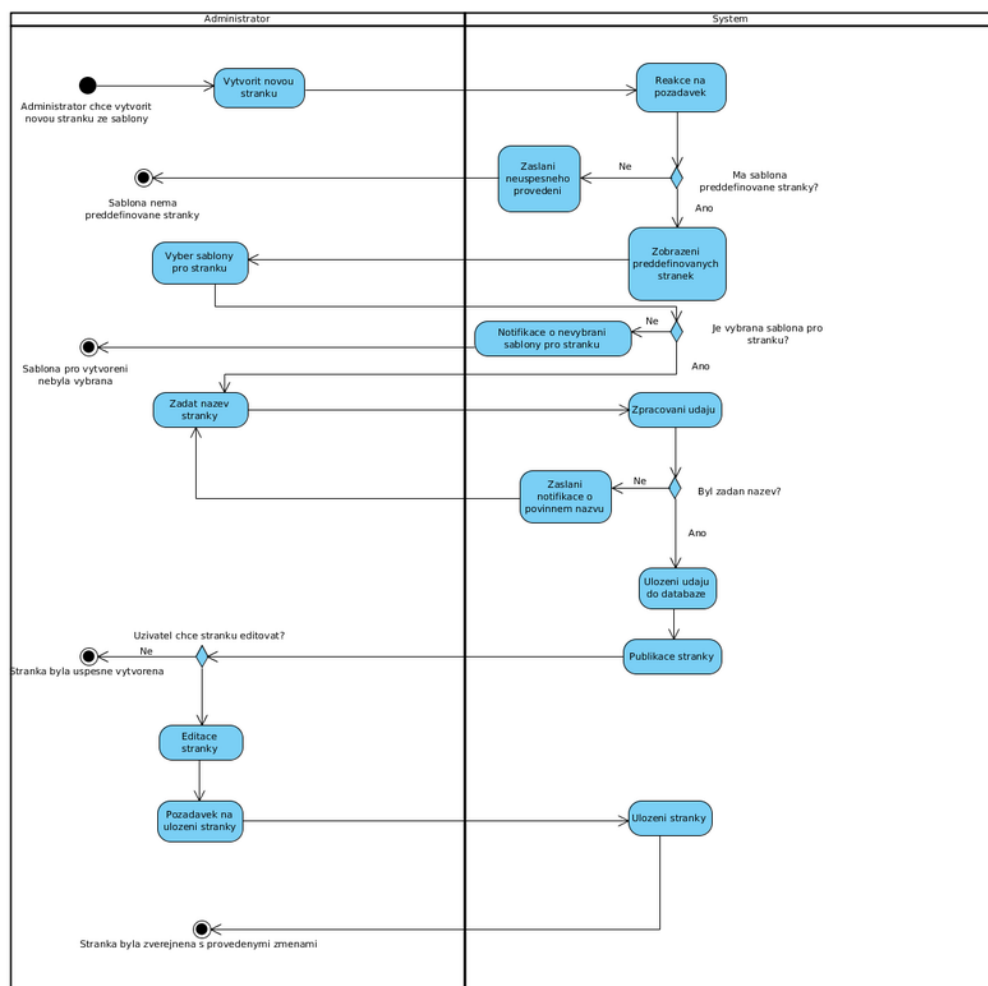 Administrator
System
Vytvorit novou
stranku
Reakce na
pozadavek
Administrator chce vytvorit
novou stranku ze sablony
Zaslani
neuspesneho
provedeni
Ne
Ma sablona
preddefinovane stranky?
Sablona nema
preddefinovane stranky
Ano
Vyber sablony
pro stranku
Zobrazeni
preddefinovanych
stranek
Notifikace o nevybrani
sablony pro stranku
Ne
Je vybrana sablona pro
stranku?
Sablona pro vytvoreni
nebyla vybrana
Ano
Zadat nazev
stranky
Zpracovani udaju
Zaslani
notifikace o
povinnem nazvu
Ne
Byl zadan nazev?
Ano
Ulozeni udaju
do databaze
Uzivatel chce stranku editovat?
Ne
Publikace stranky
Stranka byla uspesne vytvorena
Editace
stranky
Pozadavek na
ulozeni stranky
Ulozeni stranky
Stranka byla zverejnena s provedenymi zmenami